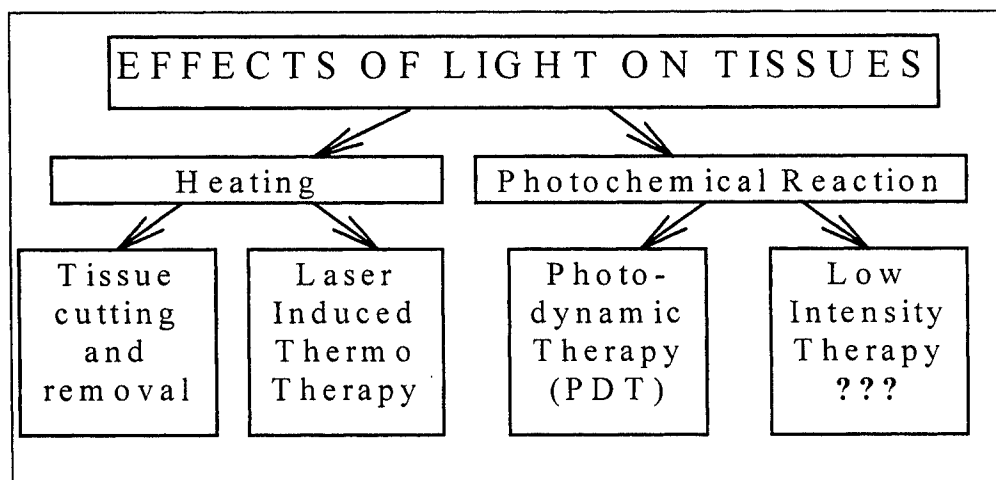 EFFECTS OF LIGHT ON TISSUES
Heating
Photochemical Reaction
Tissue
cutting
and
removal
Laser
Induced
Thermo
Therapy
Photo-
dynamic
Therapy
(PDT)
Low
Intensity
Therapy
???